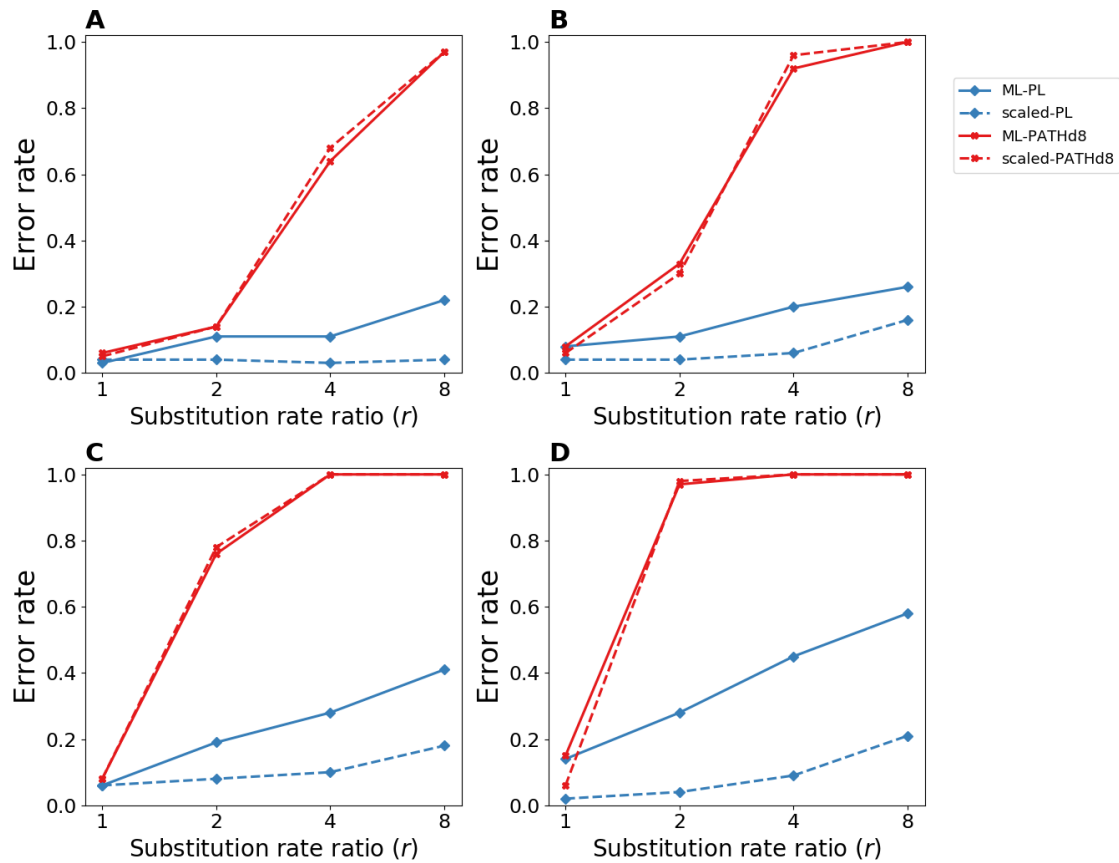 A
1.0
0.8
0.6
0.4
0.2
0.0
Error rate
1 2 4 8
Substitution rate ratio (r)
B
1.0
0.8
0.6
0.4
0.2
0.0
Error rate
1 2 4 8
Substitution rate ratio (r)
ML-PL
scaled-PL
ML-PATHd8
scaled-PATHd8
C
1.0
0.8
0.6
0.4
0.2
0.0
Error rate
1 2 4 8
Substitution rate ratio (r)
D
1.0
0.8
0.6
0.4
0.2
0.0
Error rate
1 2 4 8
Substitution rate ratio (r)